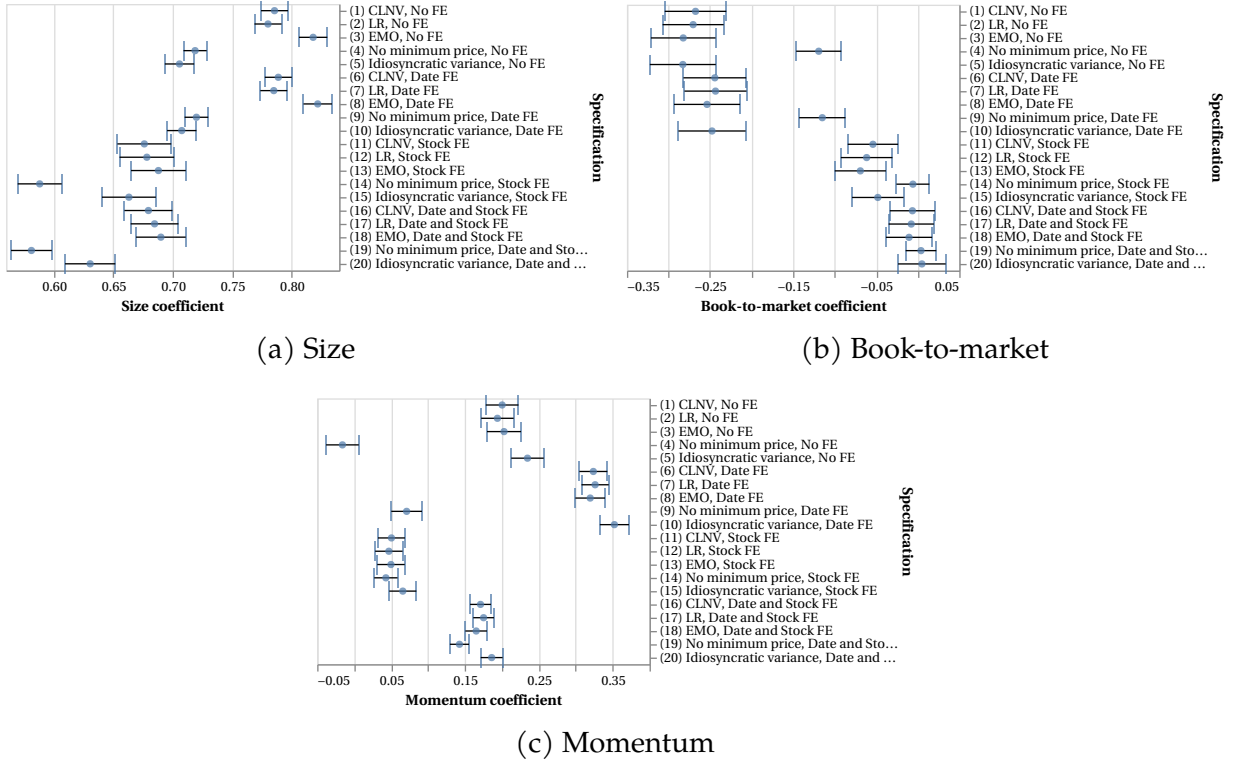 (1) CLNV, No FE
(2) LR, No FE
(3) EMO, No FE
(4) No minimum price, No FE
(5) Idiosyncratic variance, No FE
(6) CLNV, Date FE
(7) LR, Date FE
(8) EMO, Date FE
(9) No minimum price, Date FE
(10) Idiosyncratic variance, Date FE
(11) CLNV, Stock FE
(12) LR, Stock FE
(13) EMO, Stock FE
(14) No minimum price, Stock FE
(15) Idiosyncratic variance, Stock FE
(16) CLNV, Date and Stock FE
(17) LR, Date and Stock FE
(18) EMO, Date and Stock FE
(19) No minimum price, Date and Sto…
(20) Idiosyncratic variance, Date and …
Specification
0.60 0.65 0.70 0.75 0.80
Size coefficient
(a) Size
(1) CLNV, No FE
(2) LR, No FE
(3) EMO, No FE
(4) No minimum price, No FE
(5) Idiosyncratic variance, No FE
(6) CLNV, Date FE
(7) LR, Date FE
(8) EMO, Date FE
(9) No minimum price, Date FE
(10) Idiosyncratic variance, Date FE
(11) CLNV, Stock FE
(12) LR, Stock FE
(13) EMO, Stock FE
(14) No minimum price, Stock FE
(15) Idiosyncratic variance, Stock FE
(16) CLNV, Date and Stock FE
(17) LR, Date and Stock FE
(18) EMO, Date and Stock FE
(19) No minimum price, Date and Sto…
(20) Idiosyncratic variance, Date and …
Specification
−0.35 −0.25 −0.15 −0.05 0.05
Book-to-market coefficient
(b) Book-to-market
(1) CLNV, No FE
(2) LR, No FE
(3) EMO, No FE
(4) No minimum price, No FE
(5) Idiosyncratic variance, No FE
(6) CLNV, Date FE
(7) LR, Date FE
(8) EMO, Date FE
(9) No minimum price, Date FE
(10) Idiosyncratic variance, Date FE
(11) CLNV, Stock FE
(12) LR, Stock FE
(13) EMO, Stock FE
(14) No minimum price, Stock FE
(15) Idiosyncratic variance, Stock FE
(16) CLNV, Date and Stock FE
(17) LR, Date and Stock FE
(18) EMO, Date and Stock FE
(19) No minimum price, Date and Sto…
(20) Idiosyncratic variance, Date and …
Specification
−0.05 0.05 0.15 0.25 0.35
Momentum coefficient
(c) Momentum